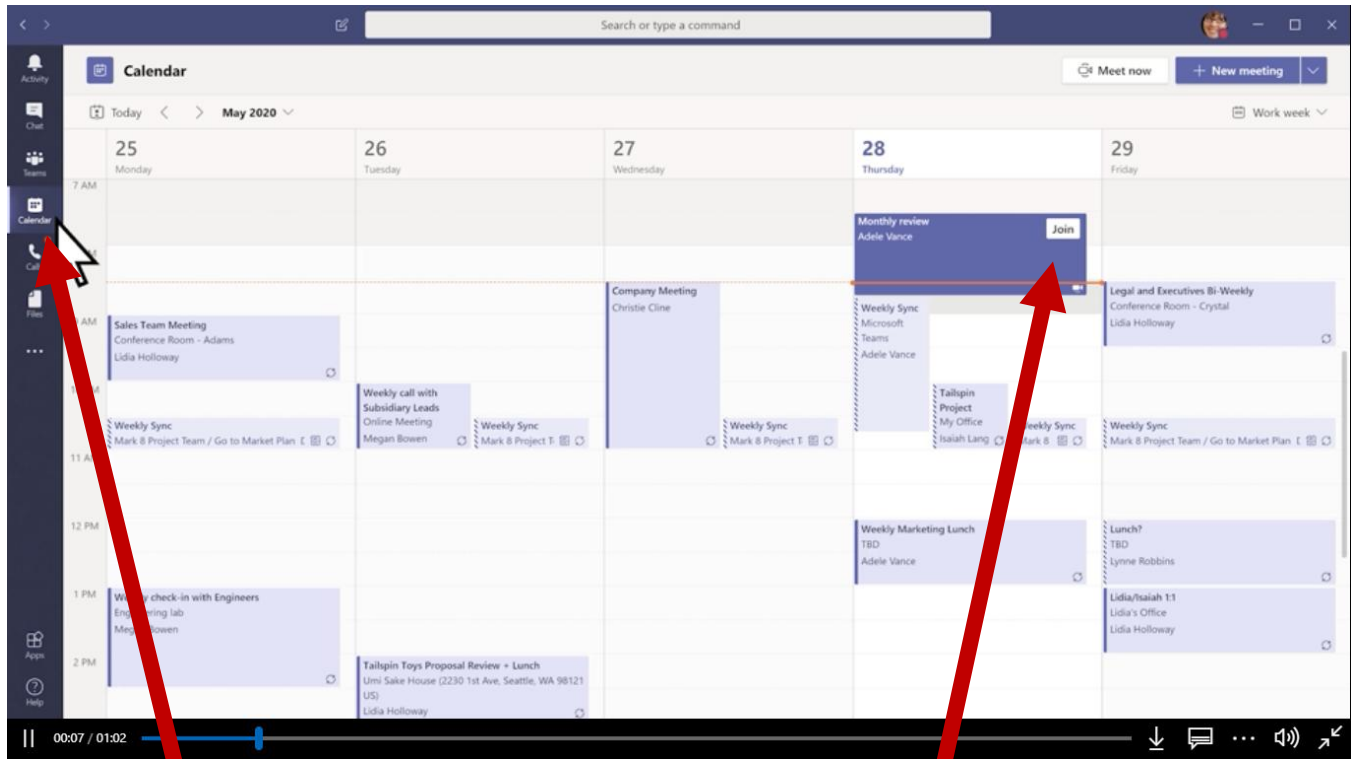 Search or type a command
Activity
Chat
Teams
Calendar
Files
Apps
Help
Calendar
Meet now
+ New meeting
Today
May 2020
Work week
25
Monday
26
Tuesday
27
Wednesday
28
Thursday
29
Friday
7 AM
11
12 PM
1 PM
2 PM
Sales Team Meeting
Conference Room - Adams
Lidia Holloway
Weekly Sync
Mark 8 Project Team / Go to Market Plan
check-in with Engineers
lab
Tailspin Toys Proposal Review + Lunch
Umi Sake House (2230 1st Ave, Seattle, WA 98121
US)
Lidia Holloway
Weekly call with
Subsidiary Leads
Online Meeting
Megan Bowen
Weekly Sync
Mark 8 Project T
Company Meeting
Christie Cline
Weekly Sync
Mark 8 Project T
Monthly review
Adele Vance
Join
Weekly Sync
Microsoft
Teams
Adele Vance
Tailspin
Project
My Office
Isaiah Lang
Sync
8
Weekly Marketing Lunch
TBD
Adele Vance
Legal and Executives Bi-Weekly
Conference Room - Crystal
Lidia Holloway
Weekly Sync
Mark 8 Project Team / Go to Market Plan
Lunch?
TBD
Lynne Robbins
Lidia/Isaiah 1:1
Lidia's Office
Lidia Holloway
00:07 / 01:02